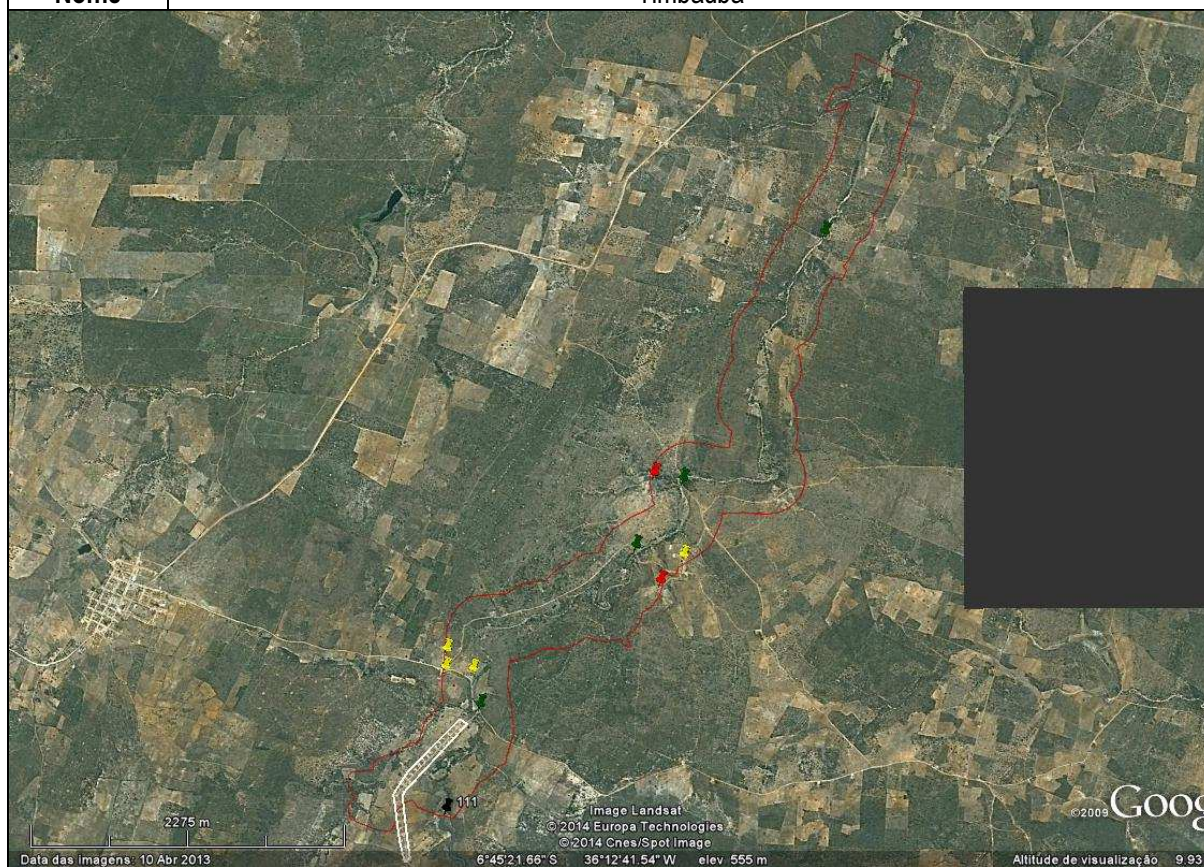 Nome Timbaúba
111
Image Landsat
© 2014 Europa Technologies
© 2014 Cnes/Spot Image
©2009 Goog
2275 m
Data das imagens: 10 Abr 2013 6°45'21.66" S 36°12'41.54" W elev 555 m Altitude de visualização